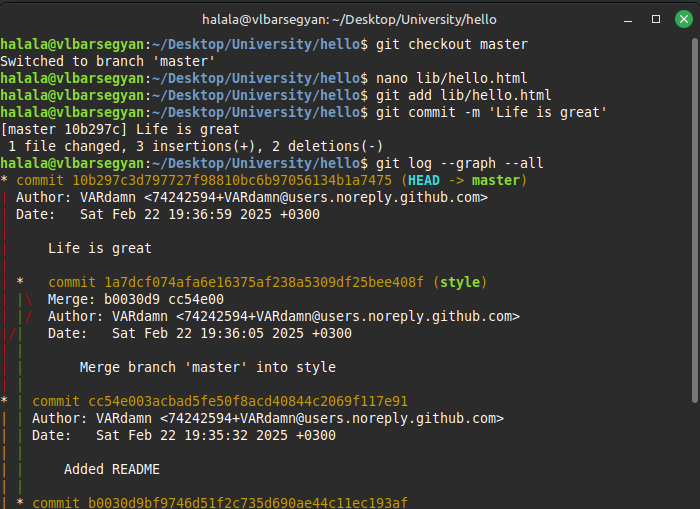 halala@vlbarsegyan:~/Desktop/University/hello
halala@vlbarsegyan:~/Desktop/University/hello$ git checkout master
Switched to branch 'master'
halala@vlbarsegyan:~/Desktop/University/hello$ nano lib/hello.html
halala@vlbarsegyan:~/Desktop/University/hello$ git add lib/hello.html
halala@vlbarsegyan:~/Desktop/University/hello$ git commit -m 'Life is great'
[master 10b297c] Life is great
 1 file changed, 3 insertions(+), 2 deletions(-)
halala@vlbarsegyan:~/Desktop/University/hello$ git log --graph --all
* commit 10b297c3d797727f98810bc6b97056134b1a7475 (HEAD -> master)
| Author: VARdamn <74242594+VARdamn@users.noreply.github.com>
| Date:   Sat Feb 22 19:36:59 2025 +0300
|
|     Life is great
|
| *   commit 1a7dcf074afa6e16375af238a5309df25bee408f (style)
| |\  Merge: b0030d9 cc54e00
| |/  Author: VARdamn <74242594+VARdamn@users.noreply.github.com>
|/|   Date:   Sat Feb 22 19:36:05 2025 +0300
| |
| |       Merge branch 'master' into style
| |
* | commit cc54e003acbad5fe50f8acd40844c2069f117e91
| | Author: VARdamn <74242594+VARdamn@users.noreply.github.com>
| | Date:   Sat Feb 22 19:35:32 2025 +0300
| |
| |     Added README
| |
| * commit b0030d9bf9746d51f2c735d690ae44c11ec193af